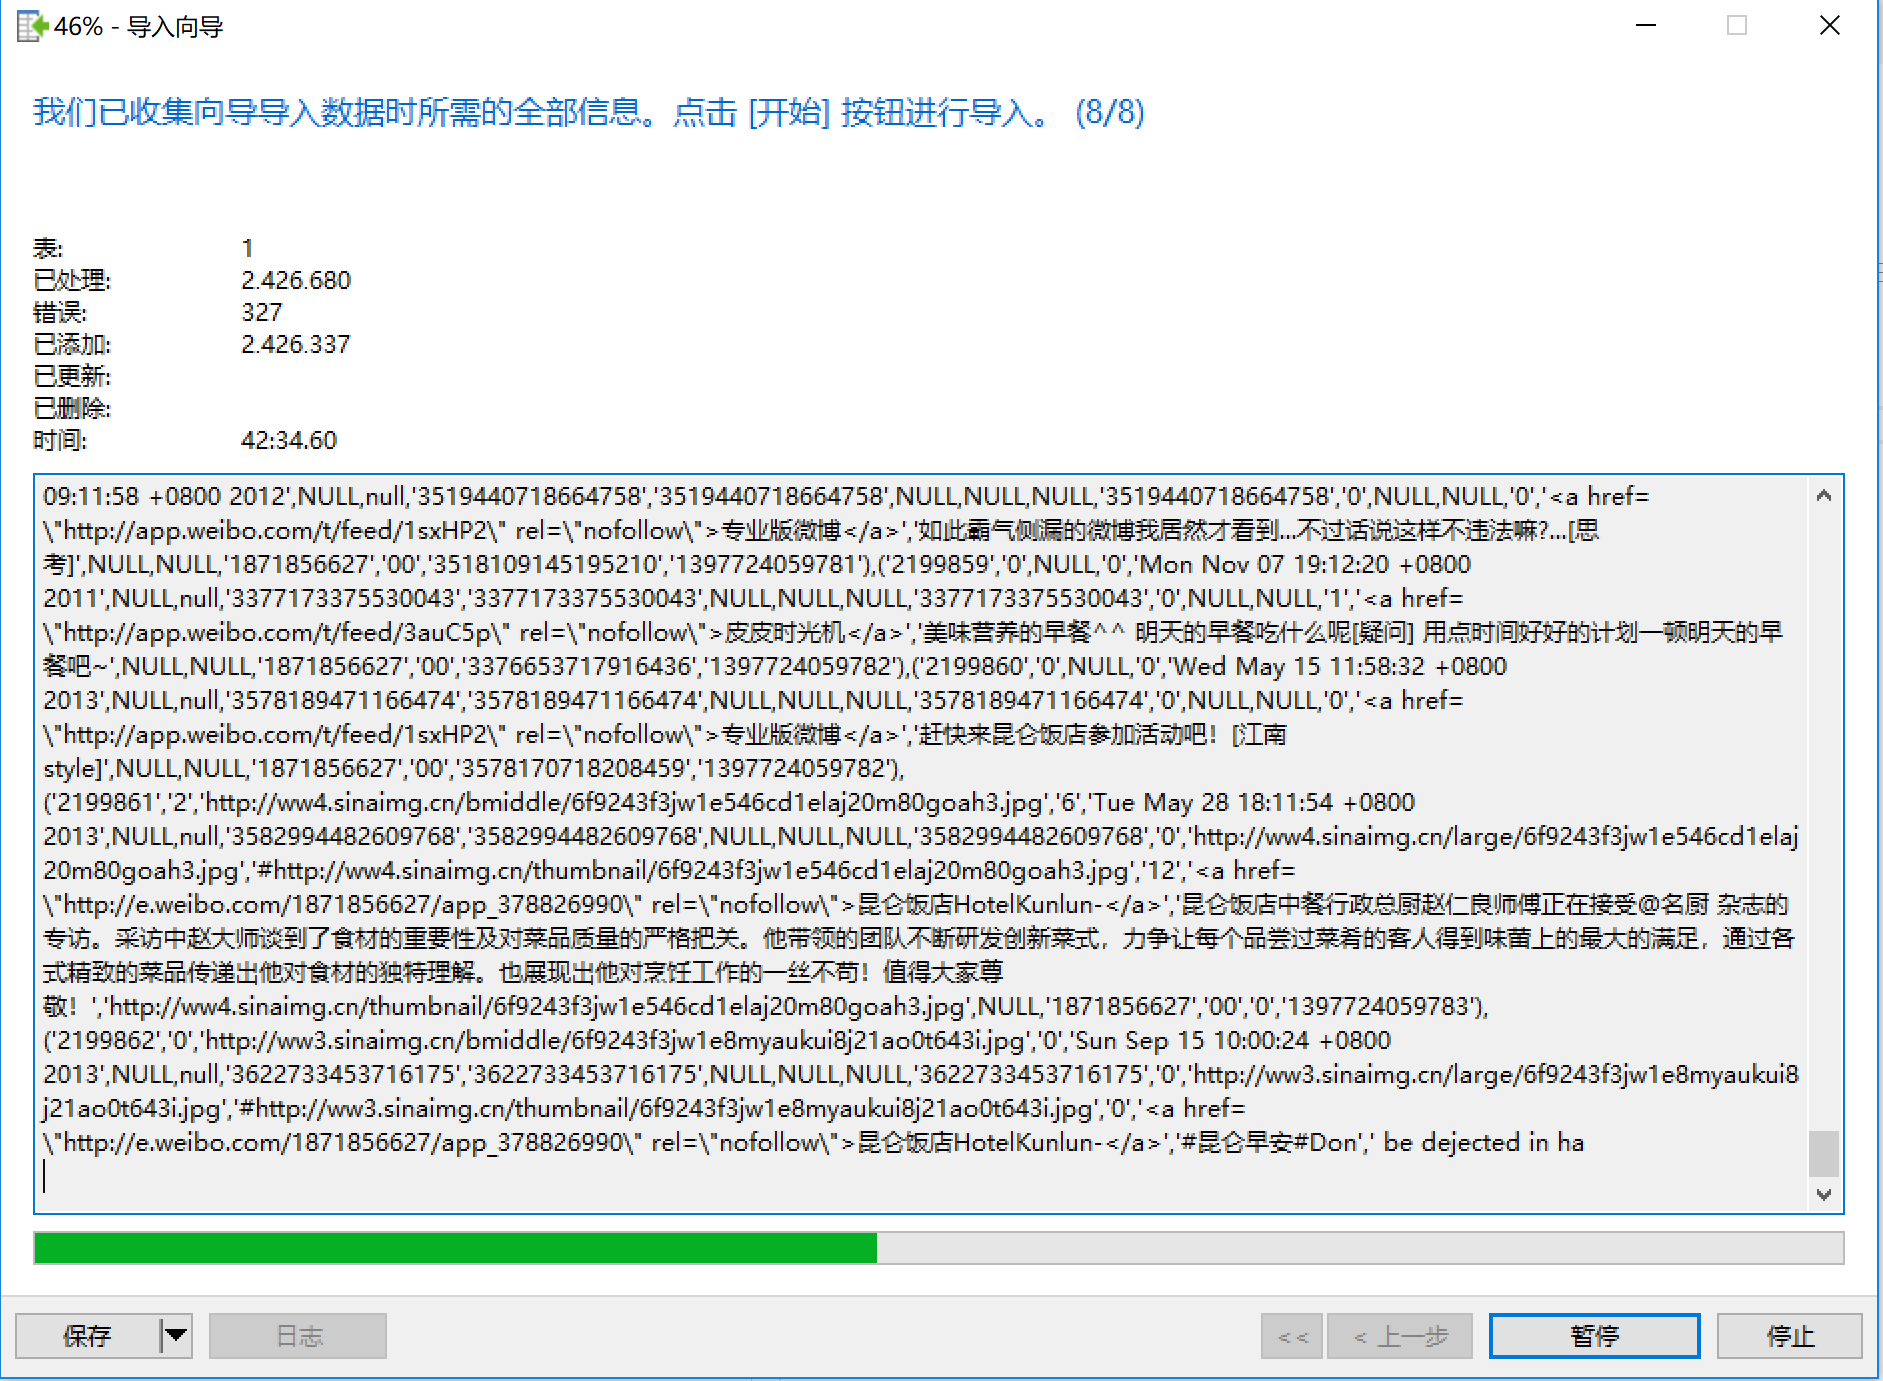 46% - 导入向导
我们已收集向导导入数据时所需的全部信息。点击 [开始] 按钮进行导入。 (8/8)
表: 1
已处理: 2.426.680
错误: 327
已添加: 2.426.337
已更新:
已删除:
时间: 42:34.60
09:11:58 +0800 2012',NULL,null,'3519440718664758','3519440718664758',NULL,NULL,NULL,'3519440718664758','0',NULL,NULL,'0','<a href=
\"http://app.weibo.com/t/feed/1sxHP2\" rel=\"nofollow\">专业版微博</a>','如此霸气侧漏的微博我居然才看到...不过话说这样不违法嘛?...[思
考]',NULL,NULL,'1871856627','00','3518109145195210','1397724059781'),('2199859','0',NULL,'0','Mon Nov 07 19:12:20 +0800
2011',NULL,null,'3377173375530043','3377173375530043',NULL,NULL,NULL,'3377173375530043','0',NULL,NULL,'1','<a href=
\"http://app.weibo.com/t/feed/3auC5p\" rel=\"nofollow\">皮皮时光机</a>','美味营养的早餐^^ 明天的早餐吃什么呢[疑问] 用点时间好好的计划一顿明天的早
餐吧~',NULL,NULL,'1871856627','00','3376653717916436','1397724059782'),('2199860','0',NULL,'0','Wed May 15 11:58:32 +0800
2013',NULL,null,'3578189471166474','3578189471166474',NULL,NULL,NULL,'3578189471166474','0',NULL,NULL,'0','<a href=
\"http://app.weibo.com/t/feed/1sxHP2\" rel=\"nofollow\">专业版微博</a>','赶快来昆仑饭店参加活动吧！[江南
style]',NULL,NULL,'1871856627','00','3578170718208459','1397724059782'),
('2199861','2','http://ww4.sinaimg.cn/bmiddle/6f9243f3jw1e546cd1elaj20m80goah3.jpg','6','Tue May 28 18:11:54 +0800
2013',NULL,null,'3582994482609768','3582994482609768',NULL,NULL,NULL,'3582994482609768','0','http://ww4.sinaimg.cn/large/6f9243f3jw1e546cd1elaj
20m80goah3.jpg','#http://ww4.sinaimg.cn/thumbnail/6f9243f3jw1e546cd1elaj20m80goah3.jpg','12','<a href=
\"http://e.weibo.com/1871856627/app_378826990\" rel=\"nofollow\">昆仑饭店HotelKunlun-</a>','昆仑饭店中餐行政总厨赵仁良师傅正在接受@名厨 杂志的
专访。采访中赵大师谈到了食材的重要性及对菜品质量的严格把关。他带领的团队不断研发创新菜式，力争让每个品尝过菜肴的客人得到味蕾上的最大的满足，通过各
式精致的菜品传递出他对食材的独特理解。也展现出他对烹饪工作的一丝不苟！值得大家尊
敬！','http://ww4.sinaimg.cn/thumbnail/6f9243f3jw1e546cd1elaj20m80goah3.jpg',NULL,'1871856627','00','0','1397724059783'),
('2199862','0','http://ww3.sinaimg.cn/bmiddle/6f9243f3jw1e8myaukui8j21ao0t643i.jpg','0','Sun Sep 15 10:00:24 +0800
2013',NULL,null,'3622733453716175','3622733453716175',NULL,NULL,NULL,'3622733453716175','0','http://ww3.sinaimg.cn/large/6f9243f3jw1e8myaukui8
j21ao0t643i.jpg','#http://ww3.sinaimg.cn/thumbnail/6f9243f3jw1e8myaukui8j21ao0t643i.jpg','0','<a href=
\"http://e.weibo.com/1871856627/app_378826990\" rel=\"nofollow\">昆仑饭店HotelKunlun-</a>','#昆仑早安#Don',' be dejected in ha
保存 日志 << < 上一步 暂停 停止